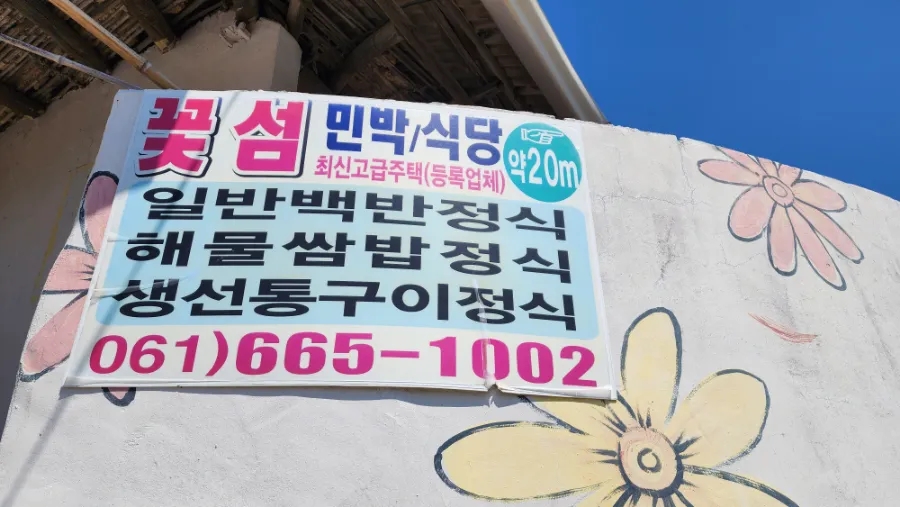 꽃섬 민박/식당
최신고급주택(등록업체)
약20m
일반백반정식
해물쌈밥정식
생선통구이정식
061)665-1002